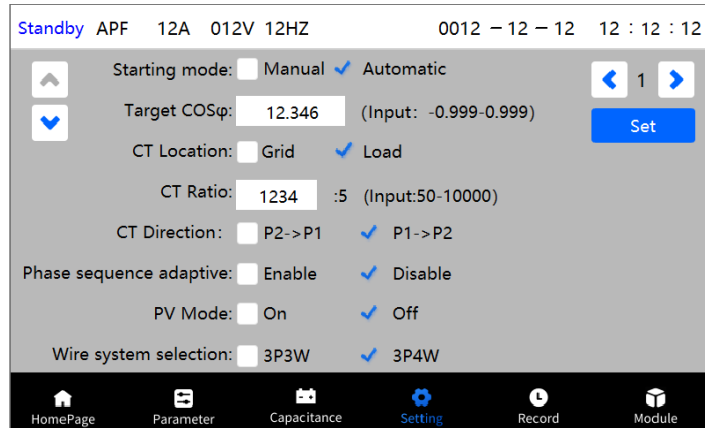 Standby APF 12A 012V 12HZ 0012 - 12 - 12 12 : 12 : 12
Starting mode: Manual Automatic
1
Target COSφ: 12.346 (Input: -0.999-0.999)
Set
CT Location: Grid Load
CT Ratio: 1234 :5 (Input:50-10000)
CT Direction: P2->P1 P1->P2
Phase sequence adaptive: Enable Disable
PV Mode: On Off
Wire system selection: 3P3W 3P4W
HomePage Parameter Capacitance Setting Record Module